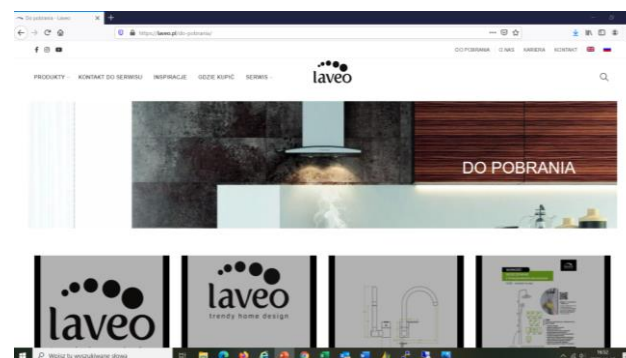 Do pobrania - Laveo
https://laveo.pl/do-pobrania/
DO POBRANIA O NAS KARIERA KONTAKT
PRODUKTY KONTAKT DO SERWISU INSPIRACJE GDZIE KUPIĆ SERWIS
laveo
DO POBRANIA
laveo
laveo
trendy home design
Wpisz tu wyszukiwane słowa